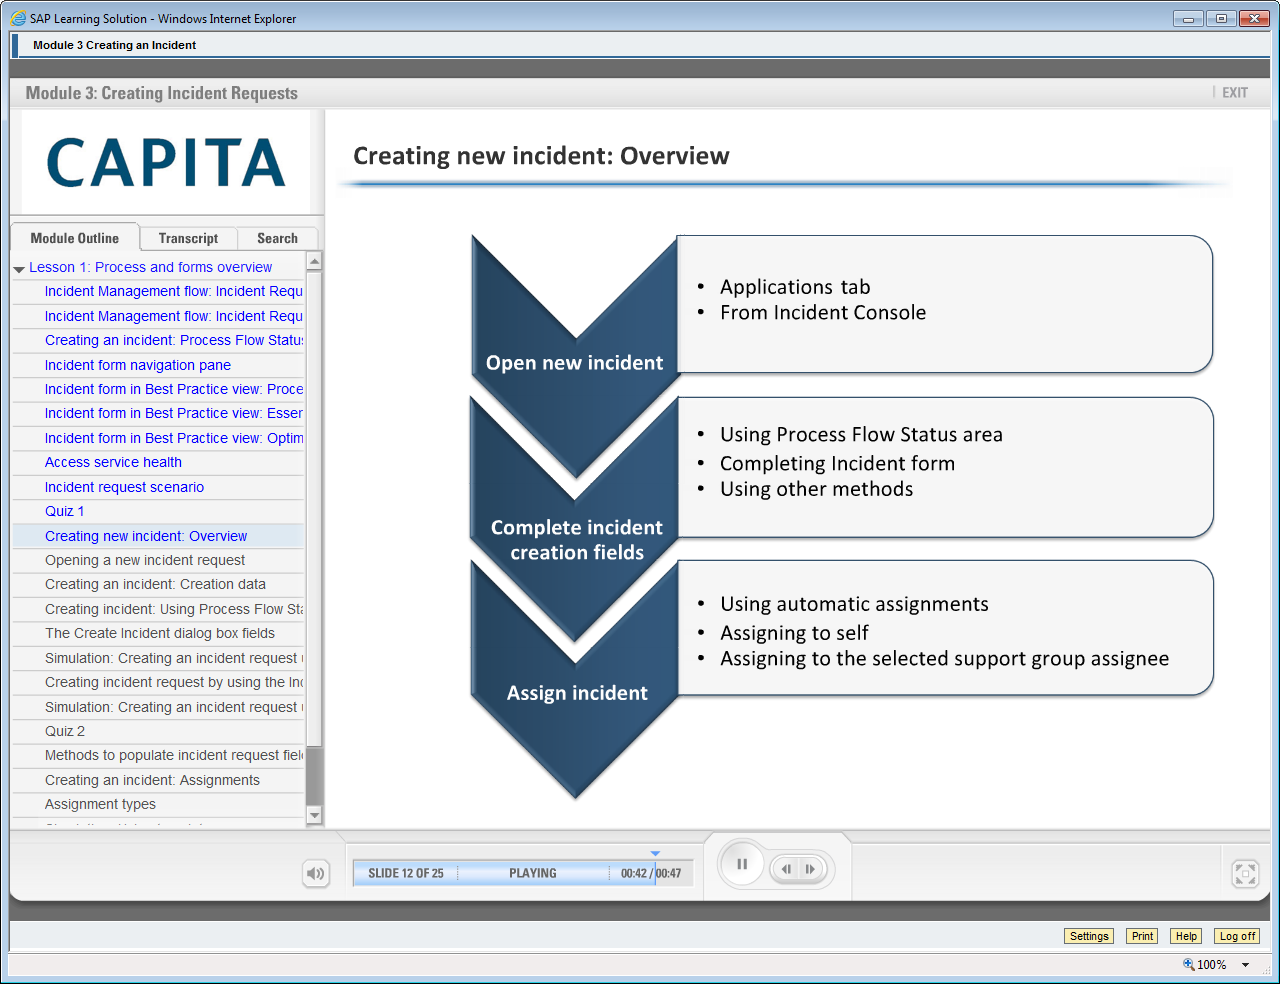 SAP Learning Solution - Windows Internet Explorer
Module 3 Creating an Incident
Module 3: Creating Incident Requests
EXIT
CAPITA
Module Outline
Transcript
Search
Lesson 1: Process and forms overview
Incident Management flow: Incident Requ
Incident Management flow: Incident Requ
Creating an incident: Process Flow Status
Incident form navigation pane
Incident form in Best Practice view: Proce
Incident form in Best Practice view: Esser
Incident form in Best Practice view: Optim
Access service health
Incident request scenario
Quiz 1
Creating new incident: Overview
Opening a new incident request
Creating an incident: Creation data
Creating incident: Using Process Flow Sta
The Create Incident dialog box fields
Simulation: Creating an incident request u
Creating incident request by using the Inc
Simulation: Creating an incident request u
Quiz 2
Methods to populate incident request field
Creating an incident: Assignments
Assignment types
Creating new incident: Overview
Open new incident
• Applications tab
• From Incident Console
Complete incident
creation fields
• Using Process Flow Status area
• Completing Incident form
• Using other methods
Assign incident
• Using automatic assignments
• Assigning to self
• Assigning to the selected support group assignee
SLIDE 12 OF 25
PLAYING
00:42 / 00:47
Settings
Print
Help
Log off
100%